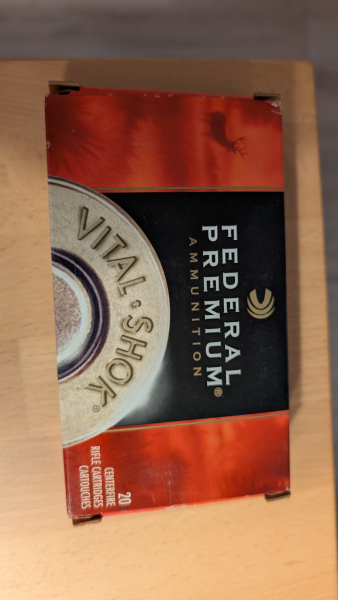 FEDERAL
PREMIUM®
AMMUNITION
VITAL•SHOK®
20
CENTERFIRE
RIFLE CARTRIDGES
CARTOUCHES